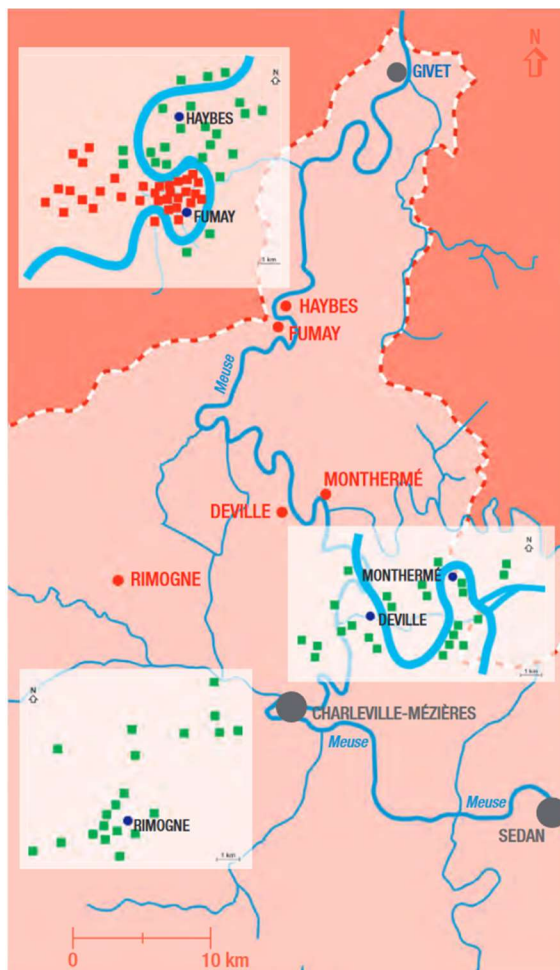 N
GIVET
N
HAYBES
FUMAY
1 km
HAYBES
FUMAY
Meuse
MONTHERMÉ
DEVILLE
N
MONTHERMÉ
DEVILLE
1 km
RIMOGNE
CHARLEVILLE-MÉZIÈRES
Meuse
Meuse
SEDAN
N
RIMOGNE
1 km
0 10 km